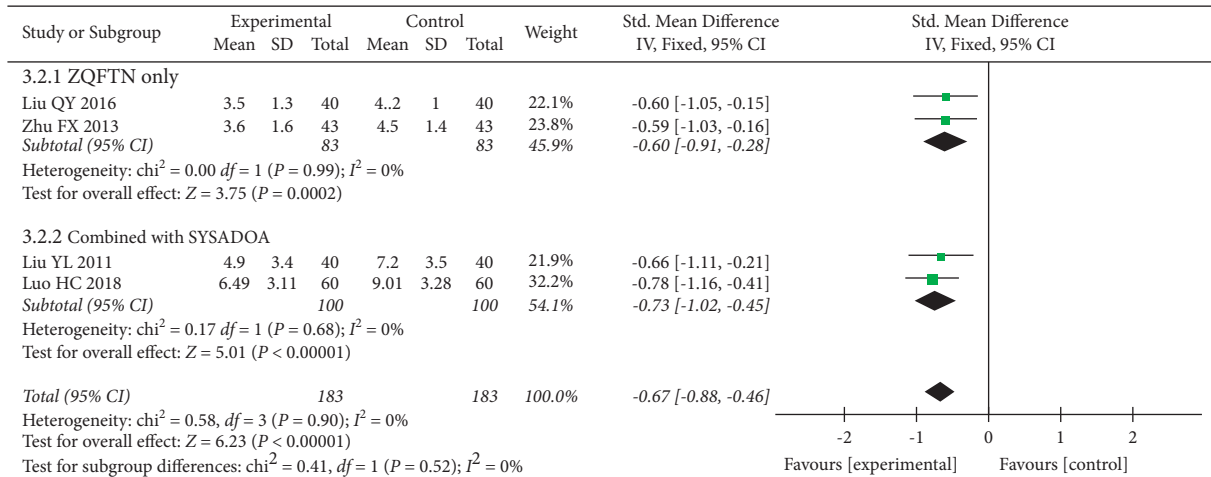 Study or Subgroup Experimental Control Weight Std. Mean Difference Std. Mean Difference
Mean SD Total Mean SD Total IV, Fixed, 95% CI IV, Fixed, 95% CI
3.2.1 ZQFTN only
Liu QY 2016 3.5 1.3 40 4..2 1 40 22.1% -0.60 [-1.05, -0.15]
Zhu FX 2013 3.6 1.6 43 4.5 1.4 43 23.8% -0.59 [-1.03, -0.16]
Subtotal (95% CI) 83 83 45.9% -0.60 [-0.91, -0.28]
Heterogeneity: chi² = 0.00 df = 1 (P = 0.99); I² = 0%
Test for overall effect: Z = 3.75 (P = 0.0002)
3.2.2 Combined with SYSADOA
Liu YL 2011 4.9 3.4 40 7.2 3.5 40 21.9% -0.66 [-1.11, -0.21]
Luo HC 2018 6.49 3.11 60 9.01 3.28 60 32.2% -0.78 [-1.16, -0.41]
Subtotal (95% CI) 100 100 54.1% -0.73 [-1.02, -0.45]
Heterogeneity: chi² = 0.17 df = 1 (P = 0.68); I² = 0%
Test for overall effect: Z = 5.01 (P < 0.00001)
Total (95% CI) 183 183 100.0% -0.67 [-0.88, -0.46]
Heterogeneity: chi² = 0.58, df = 3 (P = 0.90); I² = 0%
Test for overall effect: Z = 6.23 (P < 0.00001)
Test for subgroup differences: chi² = 0.41, df = 1 (P = 0.52); I² = 0%
-2 -1 0 1 2
Favours [experimental] Favours [control]